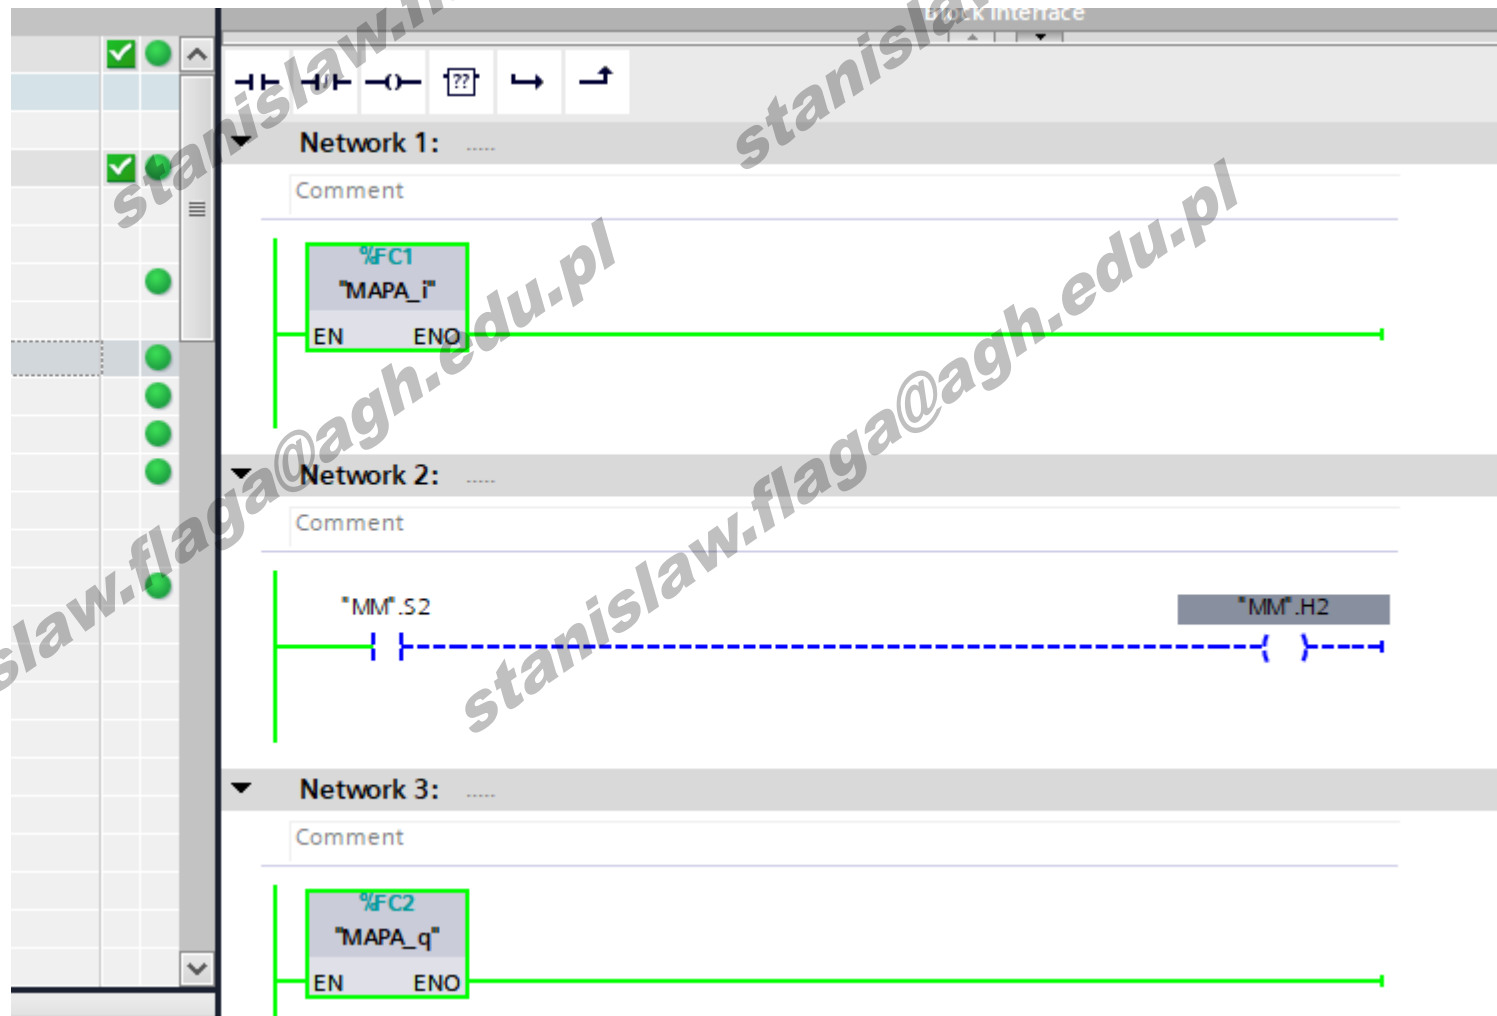 Block Interface
??
Network 1: .....
Comment
%FC1
"MAPA_i"
EN ENO
Network 2: .....
Comment
"MM".S2
"MM".H2
Network 3: .....
Comment
%FC2
"MAPA_q"
EN ENO
stanislaw.flaga@agh.edu.pl
stanislaw.flaga@agh.edu.pl